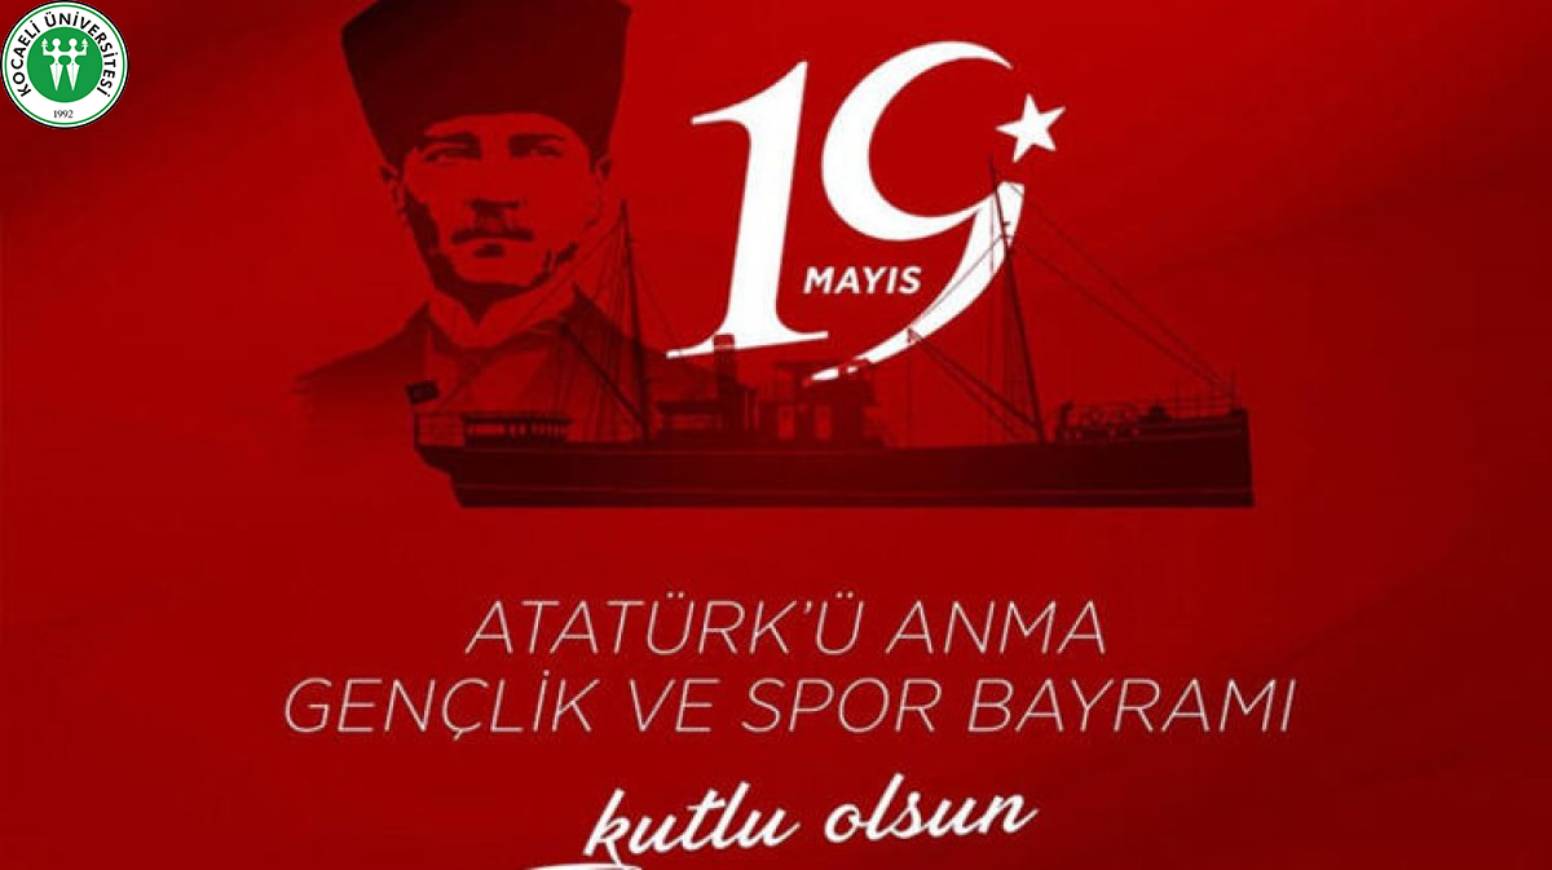 KOCAELİ ÜNİVERSİTESİ
1992
19
MAYIS
ATATÜRK'Ü ANMA
GENÇLİK VE SPOR BAYRAMI
kutlu olsun